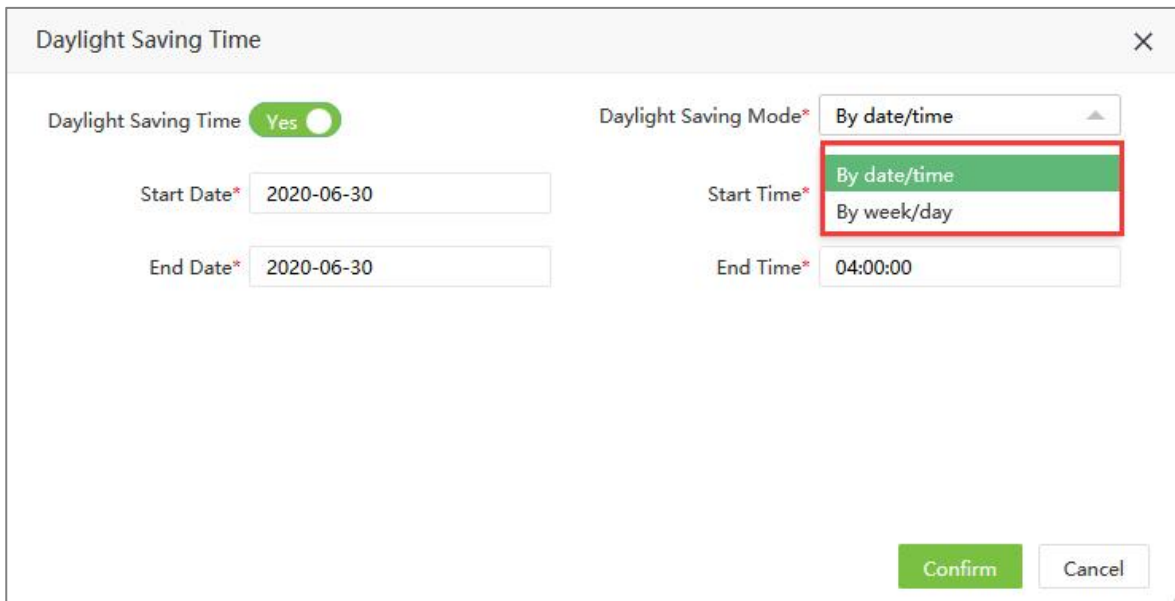 Daylight Saving Time
Daylight Saving Time Yes Daylight Saving Mode* By date/time
By date/time
Start Date* 2020-06-30 Start Time*
By week/day
End Date* 2020-06-30 End Time* 04:00:00
Confirm Cancel